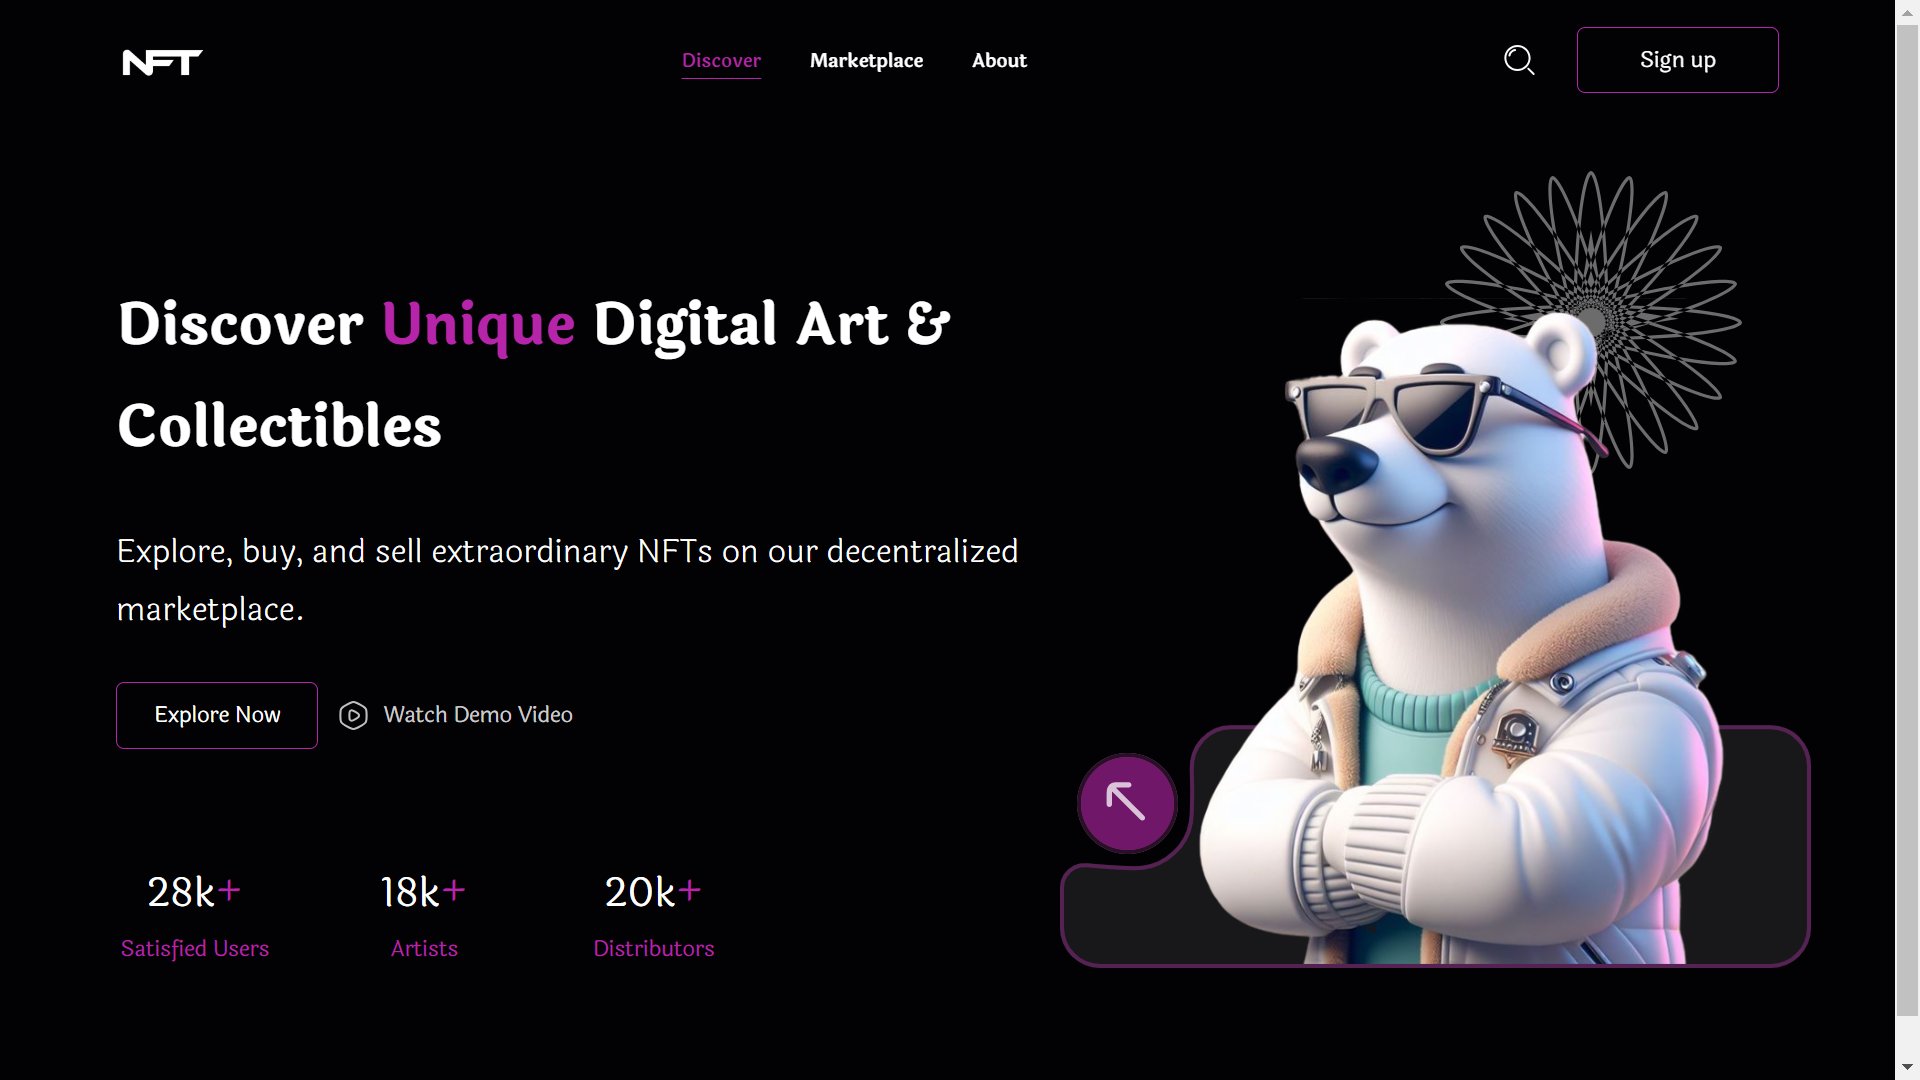 NFT
Discover Marketplace About
Sign up
Discover Unique Digital Art &
Collectibles
Explore, buy, and sell extraordinary NFTs on our decentralized
marketplace.
Explore Now Watch Demo Video
28k+ 18k+ 20k+
Satisfied Users Artists Distributors